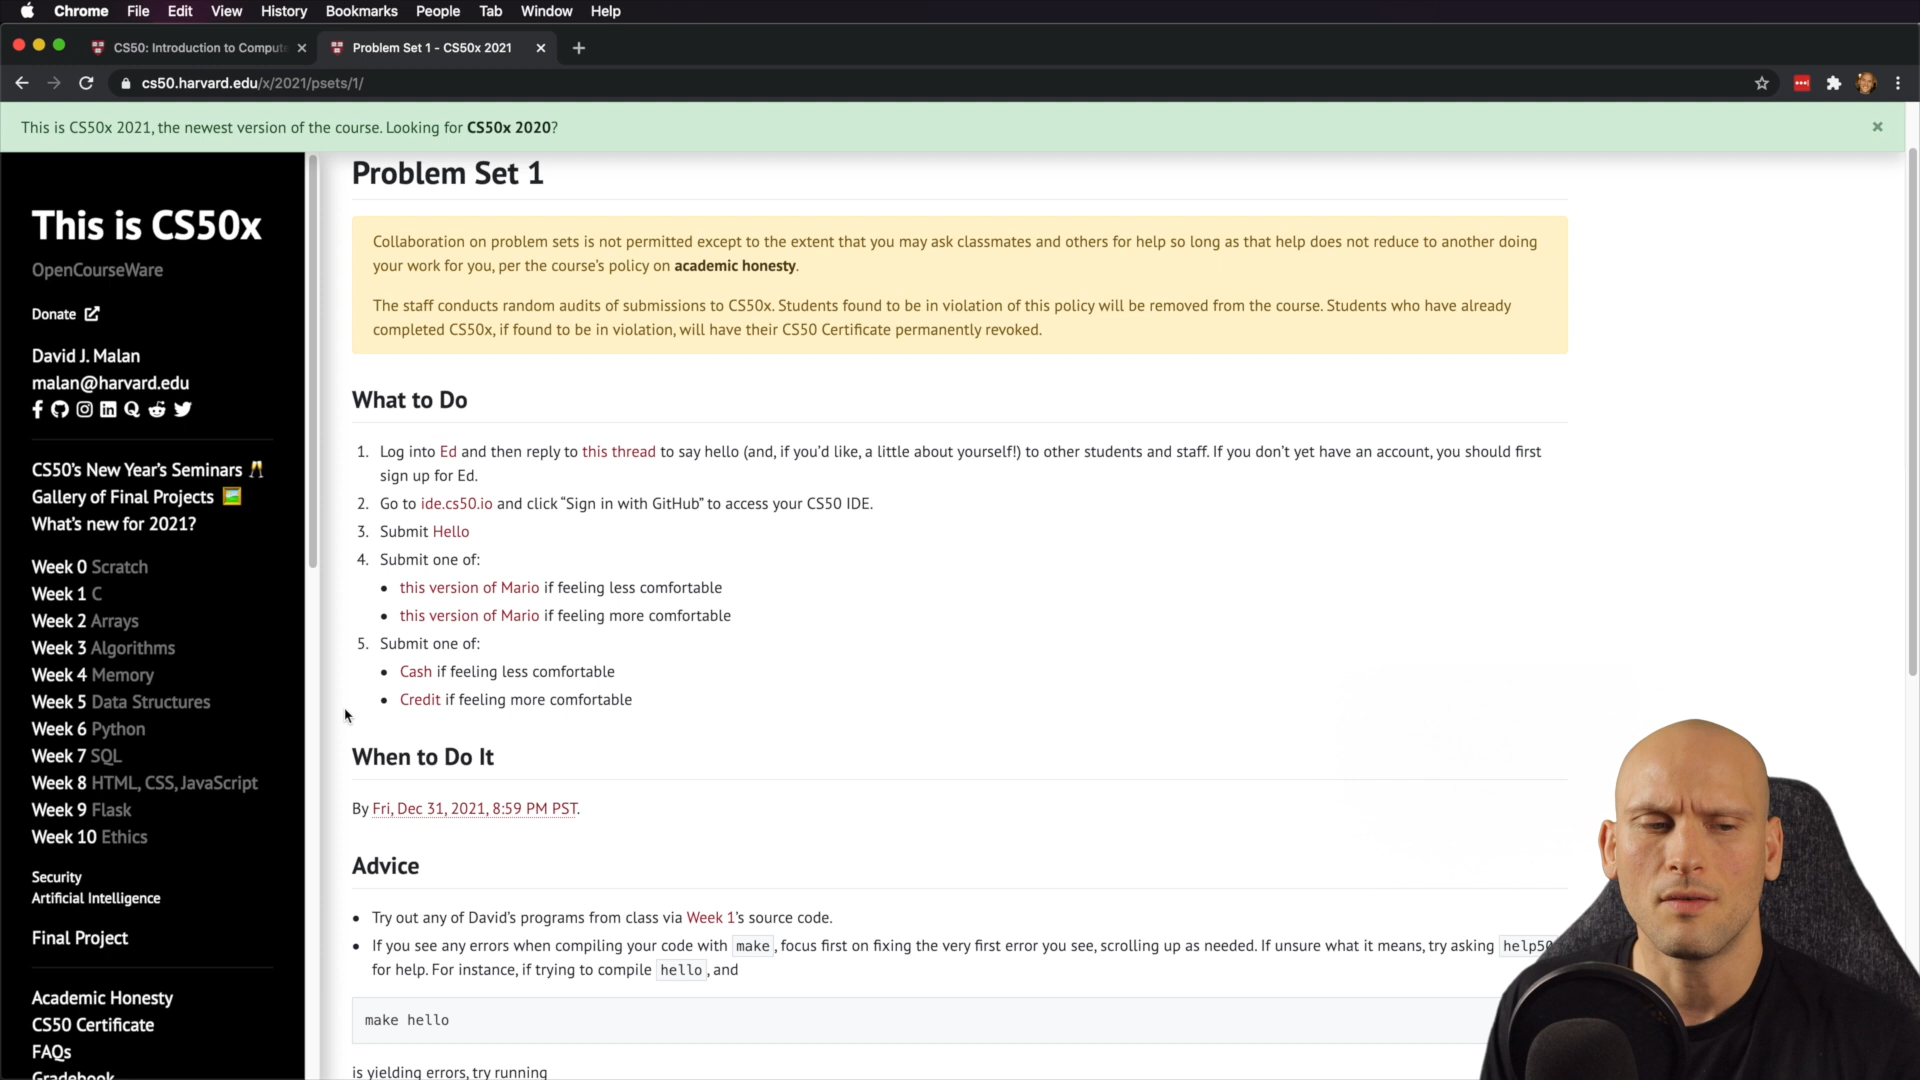 Chrome File Edit View History Bookmarks People Tab Window Help
CS50: Introduction to Compute
Problem Set 1 - CS50x 2021
cs50.harvard.edu/x/2021/psets/1/
This is CS50x 2021, the newest version of the course. Looking for CS50x 2020?
This is CS50x
OpenCourseWare
Donate
David J. Malan
malan@harvard.edu
CS50's New Year's Seminars 🥂
Gallery of Final Projects 🖼️
What's new for 2021?
Week 0 Scratch
Week 1 C
Week 2 Arrays
Week 3 Algorithms
Week 4 Memory
Week 5 Data Structures
Week 6 Python
Week 7 SQL
Week 8 HTML, CSS, JavaScript
Week 9 Flask
Week 10 Ethics
Security
Artificial Intelligence
Final Project
Academic Honesty
CS50 Certificate
FAQs
Gradebook
Problem Set 1
Collaboration on problem sets is not permitted except to the extent that you may ask classmates and others for help so long as that help does not reduce to another doing
your work for you, per the course's policy on academic honesty.
The staff conducts random audits of submissions to CS50x. Students found to be in violation of this policy will be removed from the course. Students who have already
completed CS50x, if found to be in violation, will have their CS50 Certificate permanently revoked.
What to Do
1. Log into Ed and then reply to this thread to say hello (and, if you'd like, a little about yourself!) to other students and staff. If you don't yet have an account, you should first
sign up for Ed.
2. Go to ide.cs50.io and click “Sign in with GitHub” to access your CS50 IDE.
3. Submit Hello
4. Submit one of:
• this version of Mario if feeling less comfortable
• this version of Mario if feeling more comfortable
5. Submit one of:
• Cash if feeling less comfortable
• Credit if feeling more comfortable
When to Do It
By Fri, Dec 31, 2021, 8:59 PM PST.
Advice
• Try out any of David's programs from class via Week 1's source code.
• If you see any errors when compiling your code with make, focus first on fixing the very first error you see, scrolling up as needed. If unsure what it means, try asking help50
for help. For instance, if trying to compile hello, and
make hello
is yielding errors, try running